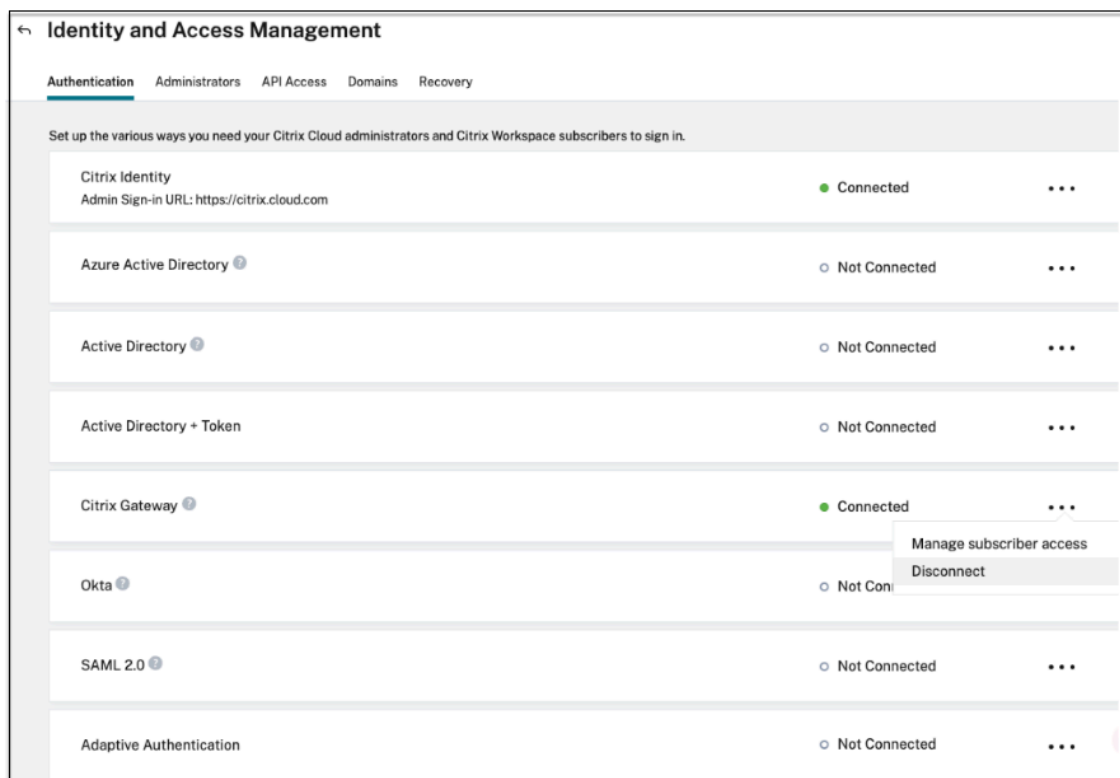 Identity and Access Management
Authentication Administrators API Access Domains Recovery
Set up the various ways you need your Citrix Cloud administrators and Citrix Workspace subscribers to sign in.
Citrix Identity
Admin Sign-in URL: https://citrix.cloud.com
Connected
Azure Active Directory
Not Connected
Active Directory
Not Connected
Active Directory + Token
Not Connected
Citrix Gateway
Connected
Manage subscriber access
Disconnect
Okta
Not Con
SAML 2.0
Not Connected
Adaptive Authentication
Not Connected